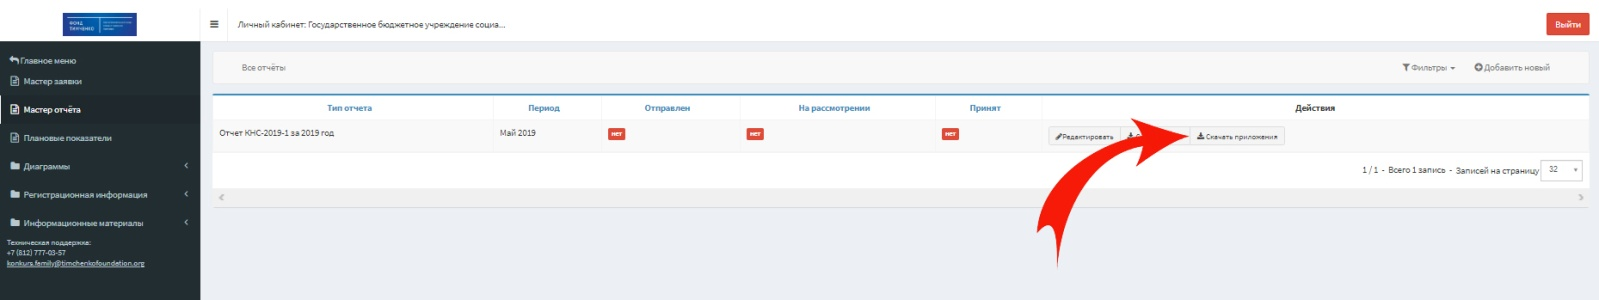 ФОНД
ТИМЧЕНКО
Личный кабинет: Государственное бюджетное учреждение социа...
Выйти
Главное меню
Мастер заявки
Мастер отчёта
Плановые показатели
Диаграммы
Регистрационная информация
Информационные материалы
Техническая поддержка:
+7 (812) 777-03-57
konkurs.family@timchenkofoundation.org
Все отчёты
Фильтры
Добавить новый
Тип отчета Период Отправлен На рассмотрении Принят Действия
Отчет КНС-2019-1 за 2019 год Май 2019 нет нет нет Редактировать Скачать приложения
1 / 1 - Всего 1 запись - Записей на страницу 32